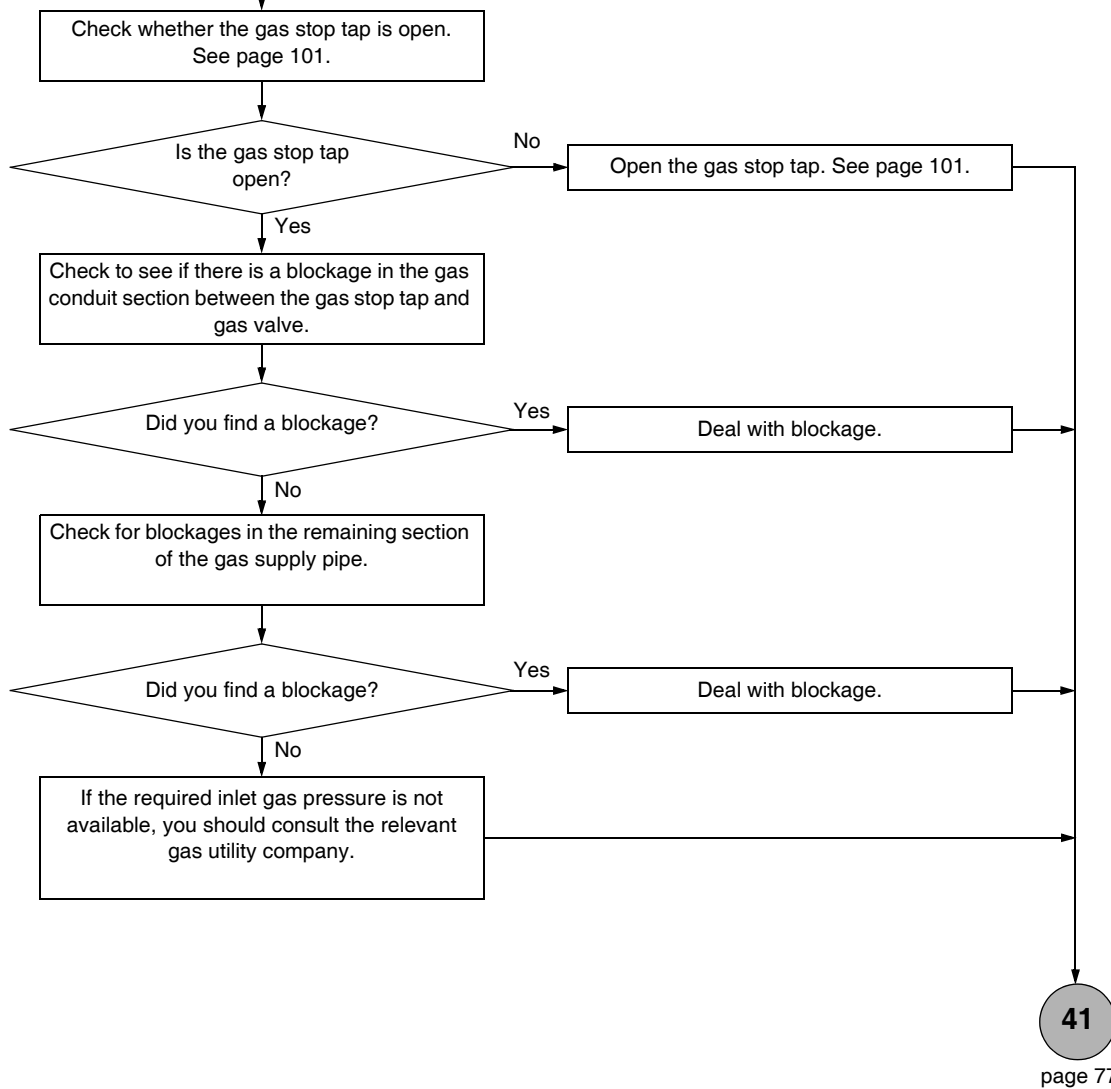 Check whether the gas stop tap is open.
See page 101.
Is the gas stop tap
open?
No
Open the gas stop tap. See page 101.
Yes
Check to see if there is a blockage in the gas
conduit section between the gas stop tap and
gas valve.
Did you find a blockage?
Yes
Deal with blockage.
No
Check for blockages in the remaining section
of the gas supply pipe.
Did you find a blockage?
Yes
Deal with blockage.
No
If the required inlet gas pressure is not
available, you should consult the relevant
gas utility company.
41
page 77